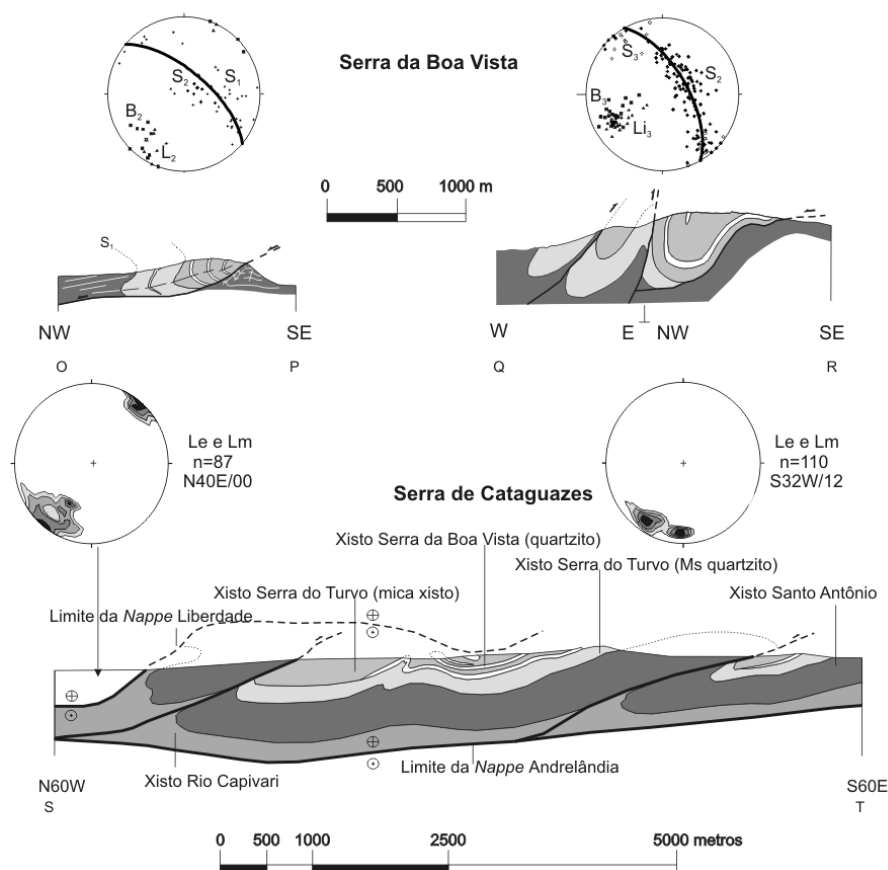 Serra da Boa Vista
S2
S1
B2
L2
S3
S2
B3
Li3
0 500 1000 m
S1
NW SE
O P
W E NW SE
Q R
Le e Lm
n=87
N40E/00
Le e Lm
n=110
S32W/12
Serra de Cataguazes
Xisto Serra da Boa Vista (quartzito)
Xisto Serra do Turvo (Ms quartzito)
Xisto Serra do Turvo (mica xisto)
Xisto Santo Antônio
Limite da Nappe Liberdade
Xisto Rio Capivari
Limite da Nappe Andrelândia
N60W S60E
S T
0 500 1000 2500 5000 metros